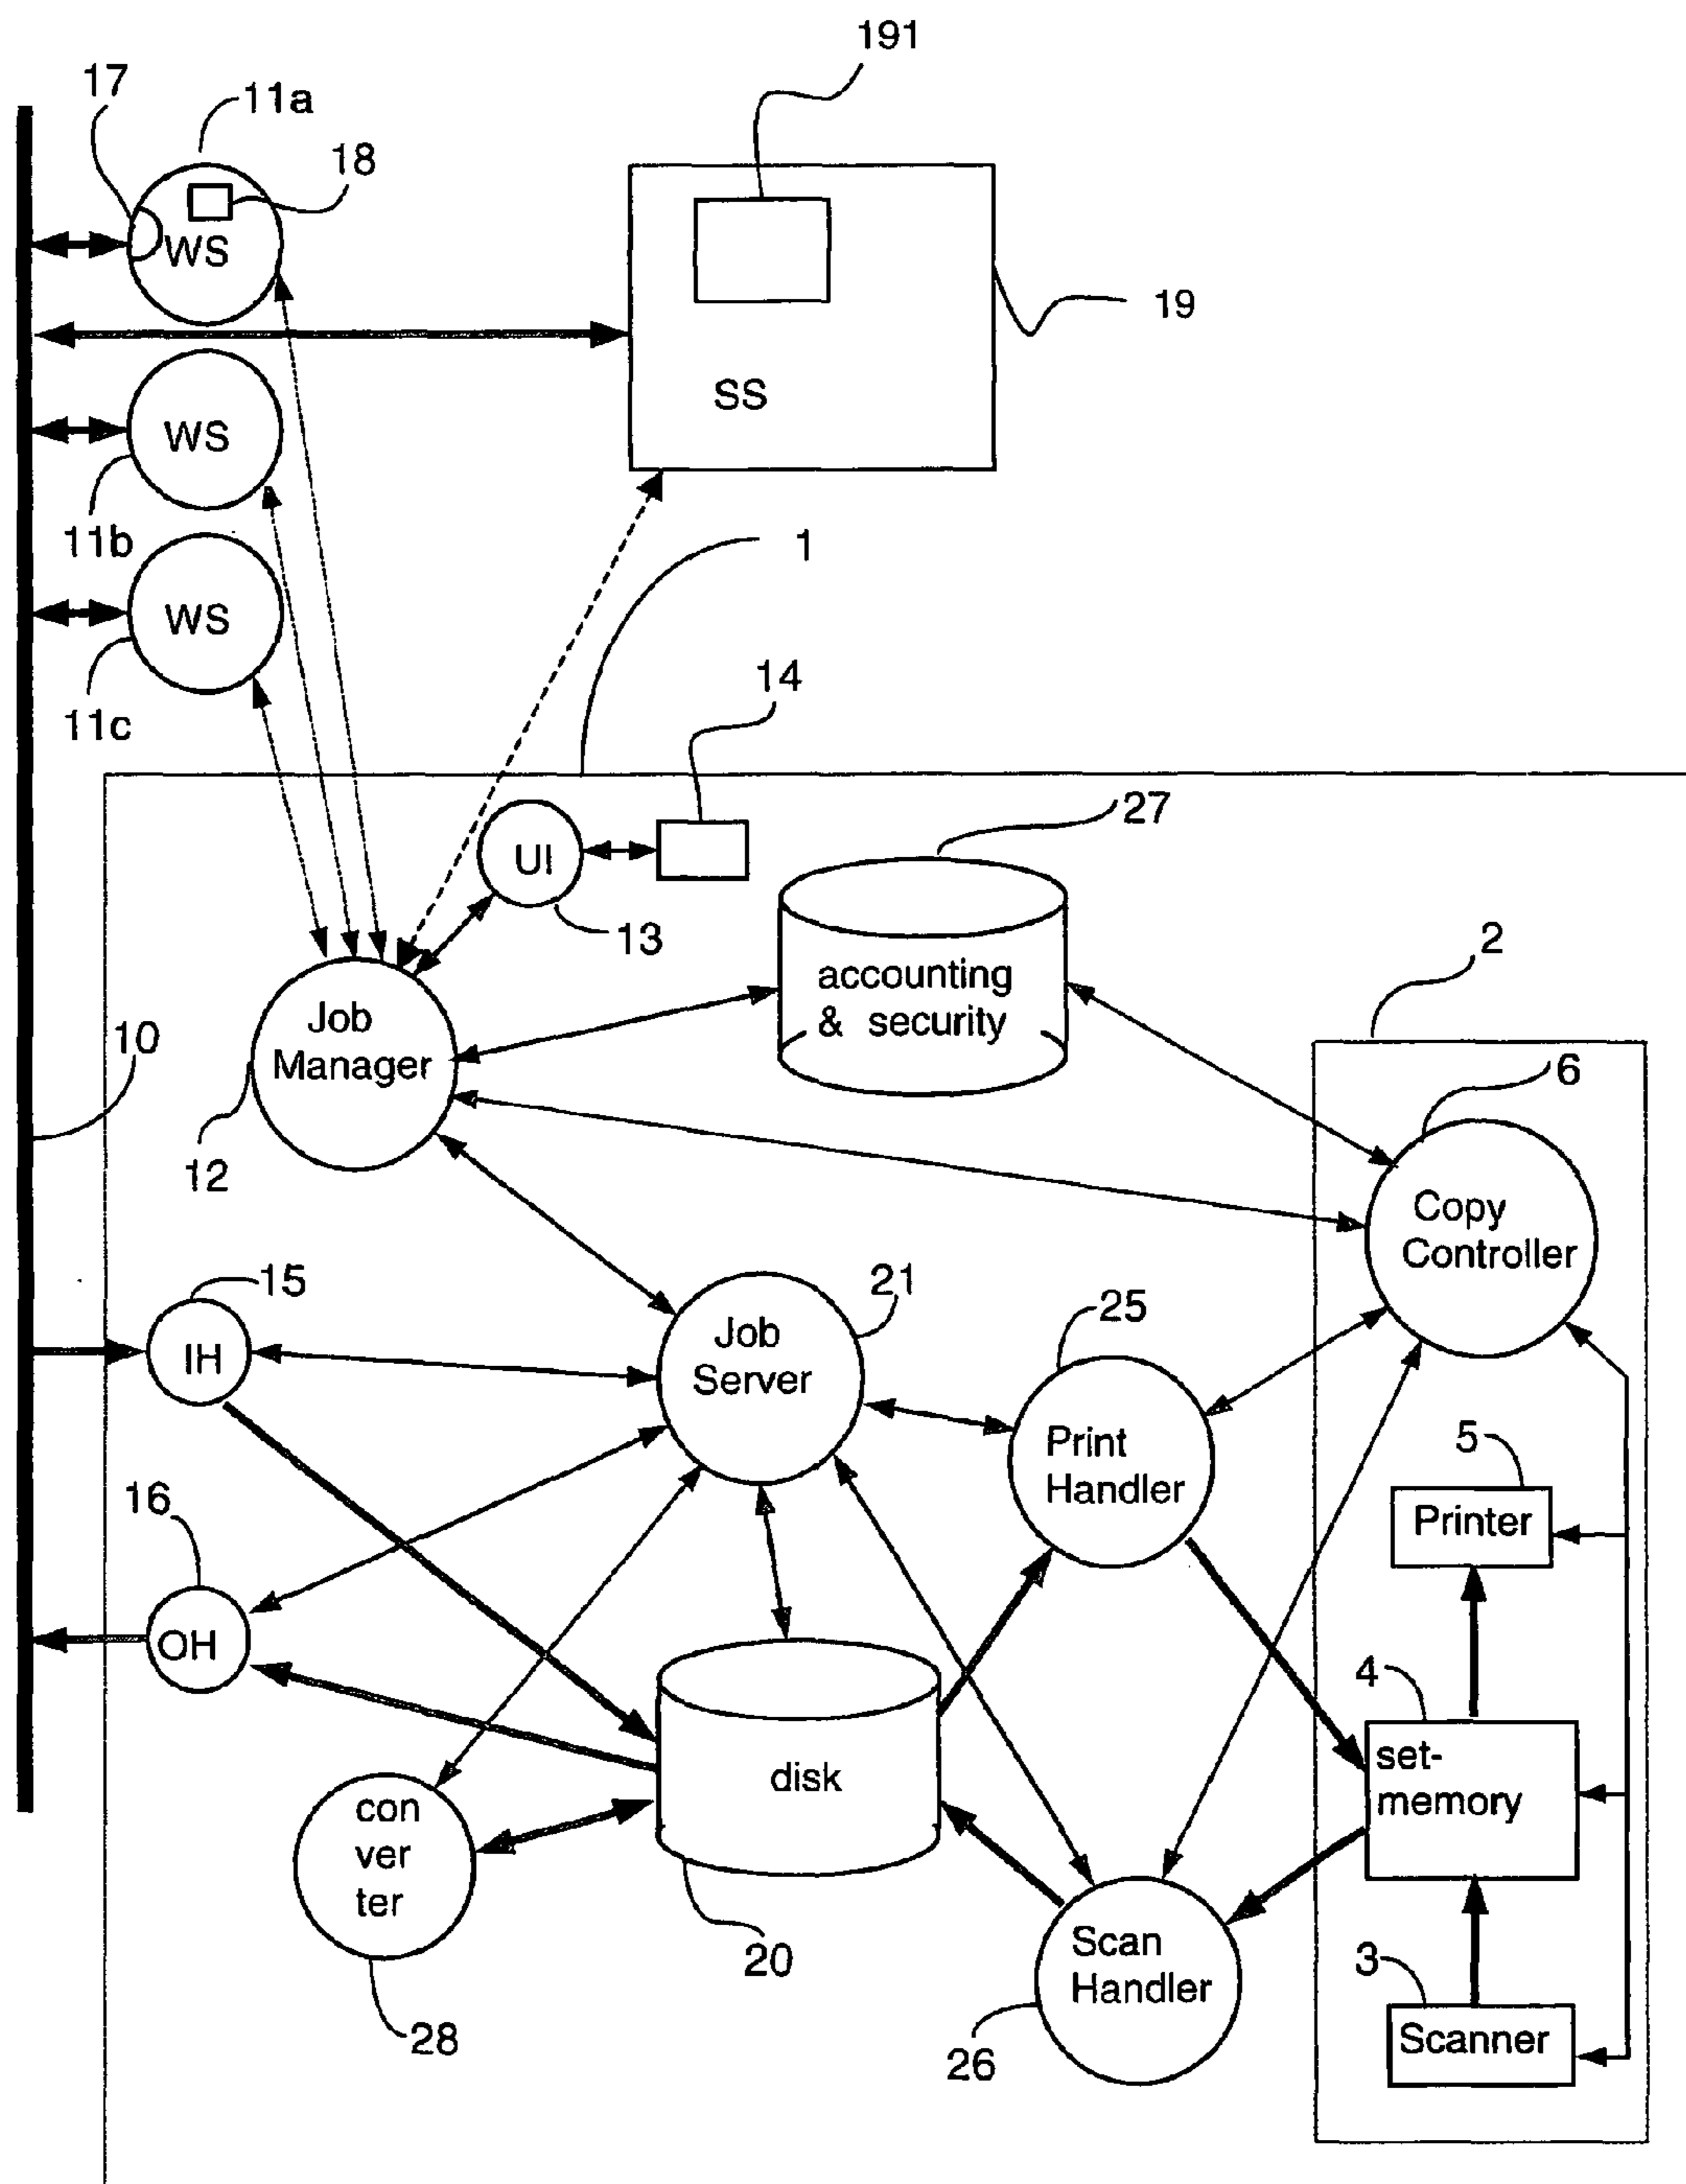 191
17
11a
18
WS
19
SS
WS
11b
1
WS
14
11c
27
UI
13
2
accounting
& security
Job
Manager
10
6
12
Copy
Controller
15
21
25
Job
Server
IH
Print
Handler
5
16
Printer
OH
4
set-
memory
disk
con
ver
ter
Scan
Handler
20
3
28
26
Scanner